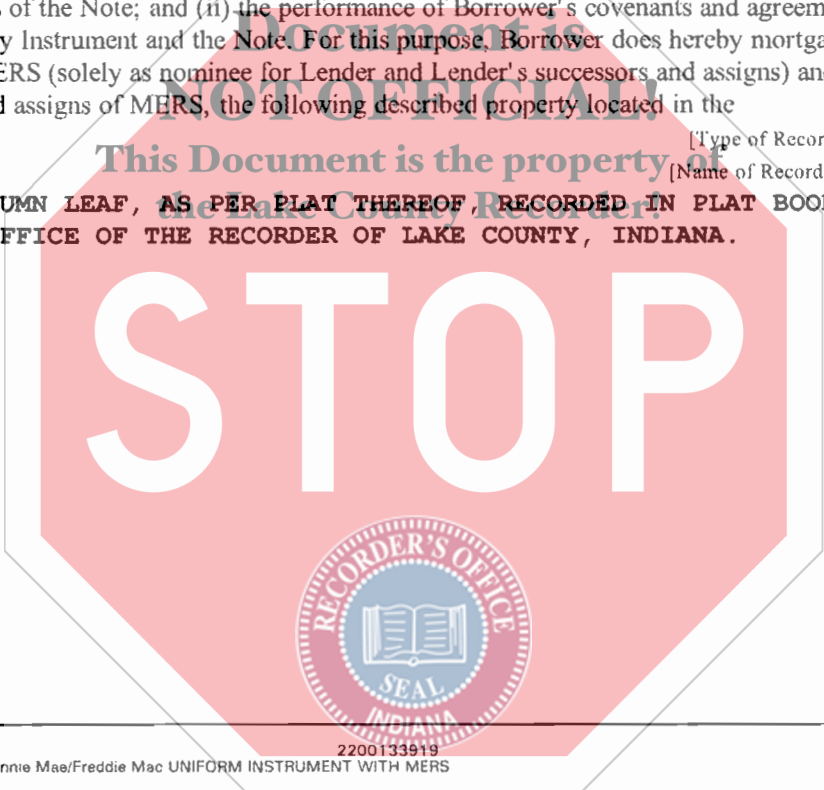 of the Note; and (ii) the performance of Borrower's covenants and
Document is
y Instrument and the Note. For this purpose, Borrower does hereby
ERS (solely as nominee for Lender and Lender's successors and assigns)
NOT OFFICIAL!
assigns of MERS, the following described property located in the
[Type of Recor
This Document is the property of
[Name of Record
UMN LEAF, AS PER PLAT THEREOF, RECORDED IN PLAT BOO
the Lake County Recorder!
FFICE OF THE RECORDER OF LAKE COUNTY, INDIANA.
STOP
RECORDER'S OFFICE
SEAL
INDIANA
2200133919
nnie Mae/Freddie Mac UNIFORM INSTRUMENT WITH MERS